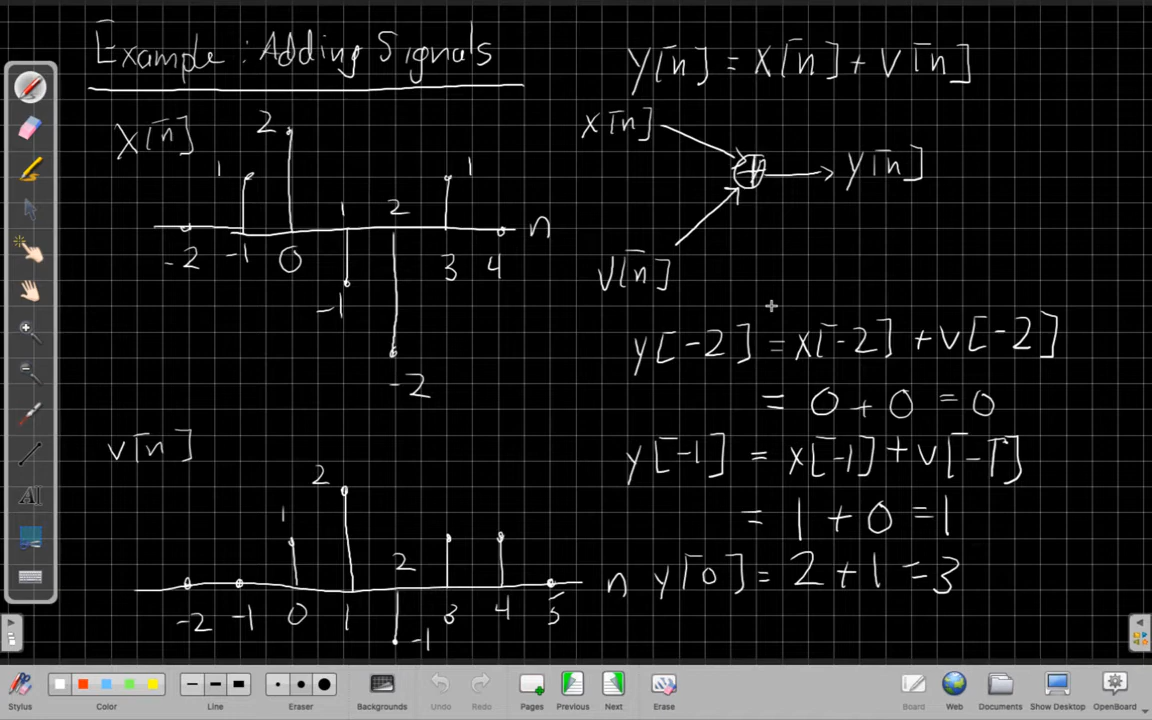 Example: Adding Signals
y[n] = x[n] + v[n]
x[n]
2
1
1
1
2
n
-2 -1 0 3 4
-1
-2
x[n]
y[n]
v[n]
y[-2] = x[-2] + v[-2]
= 0 + 0 = 0
y[-1] = x[-1] + v[-1]
= 1 + 0 = 1
y[0] = 2 + 1 = 3
v[n]
2
1
2
n
-2 -1 0 1 3 4 5
-1
Stylus Color Line Eraser Backgrounds Undo Redo Pages Previous Next Erase Board Web Documents Show Desktop OpenBoard